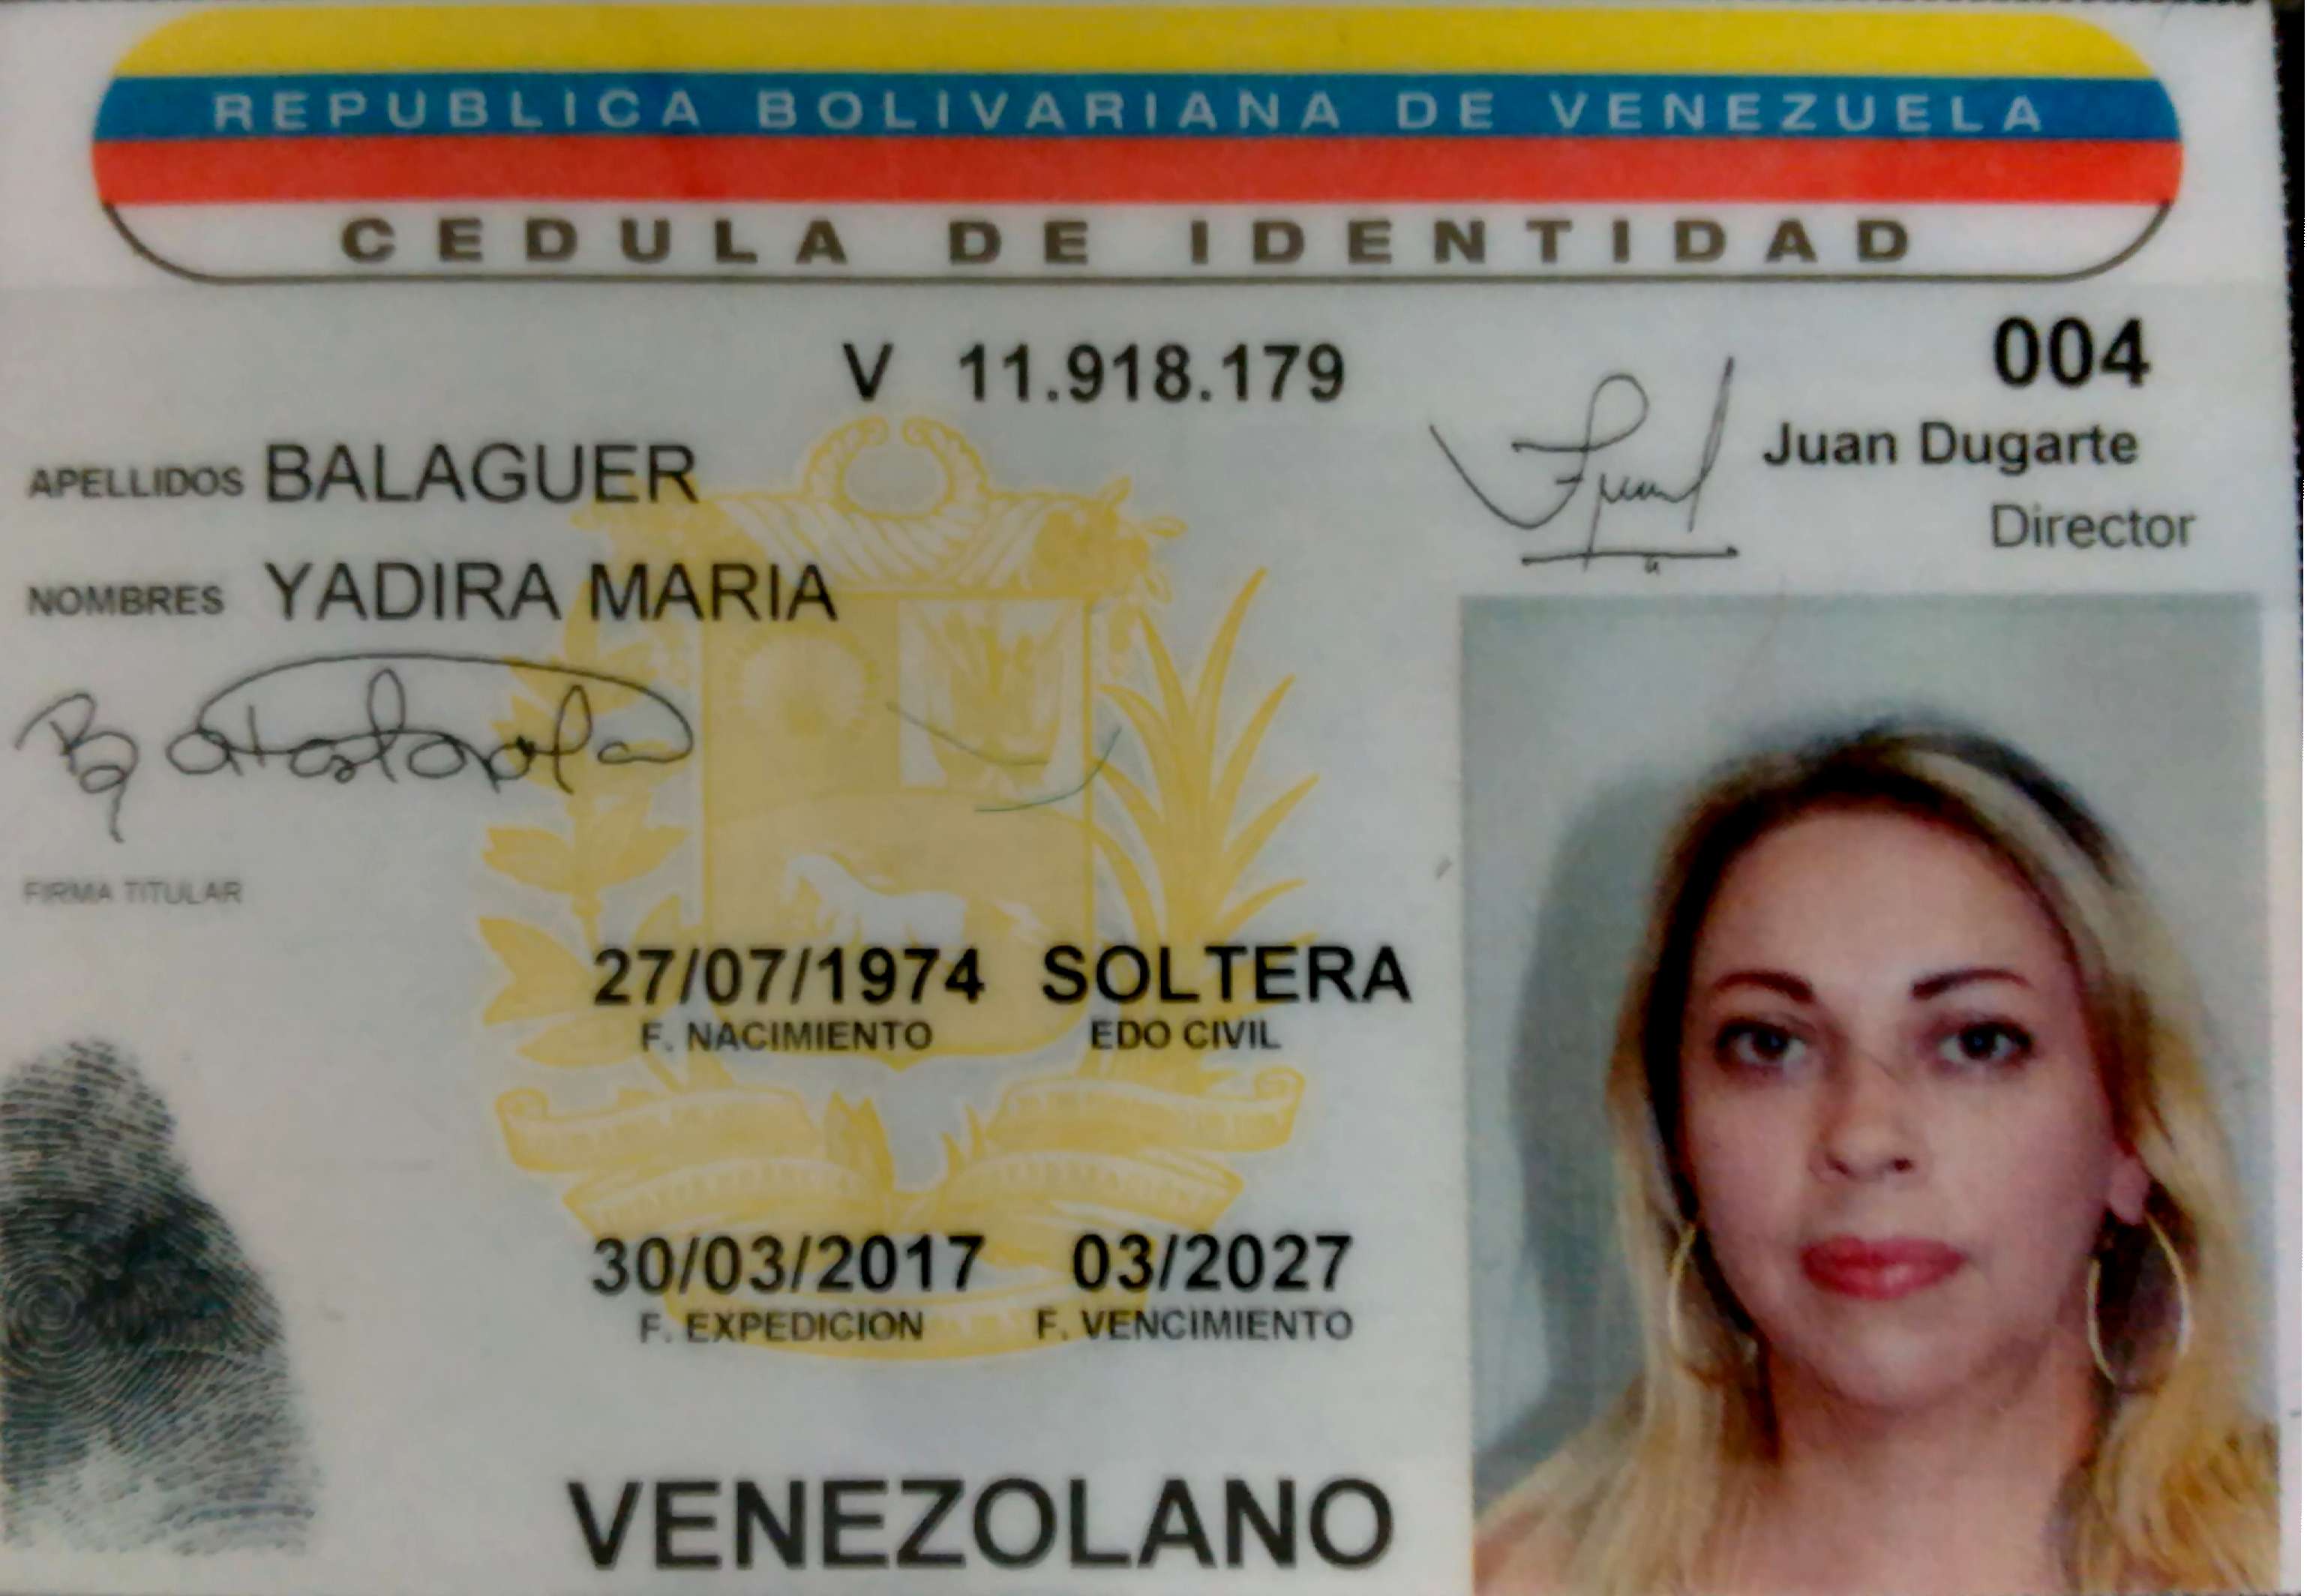 REPUBLICA BOLIVARIANA DE VENEZUELA
CEDULA DE IDENTIDAD
V 11.918.179
004
Juan Dugarte
Director
APELLIDOS BALAGUER
NOMBRES YADIRA MARIA
FIRMA TITULAR
27/07/1974 SOLTERA
F. NACIMIENTO EDO CIVIL
30/03/2017 03/2027
F. EXPEDICION F. VENCIMIENTO
VENEZOLANO